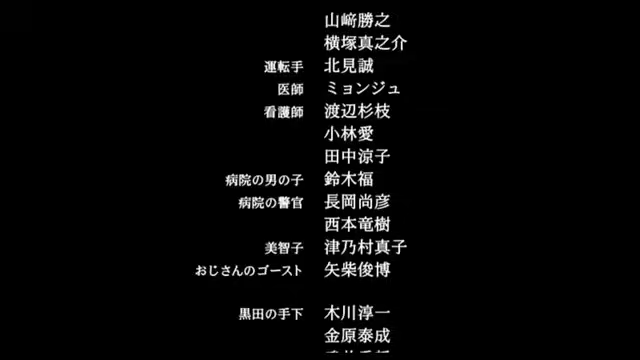 山﨑勝之
横塚真之介
運転手 北見誠
医師 ミョンジュ
看護師 渡辺杉枝
小林愛
田中涼子
病院の男の子 鈴木福
病院の警官 長岡尚彦
西本竜樹
美智子 津乃村真子
おじさんのゴースト 矢柴俊博
黒田の手下 木川淳一
金原泰成